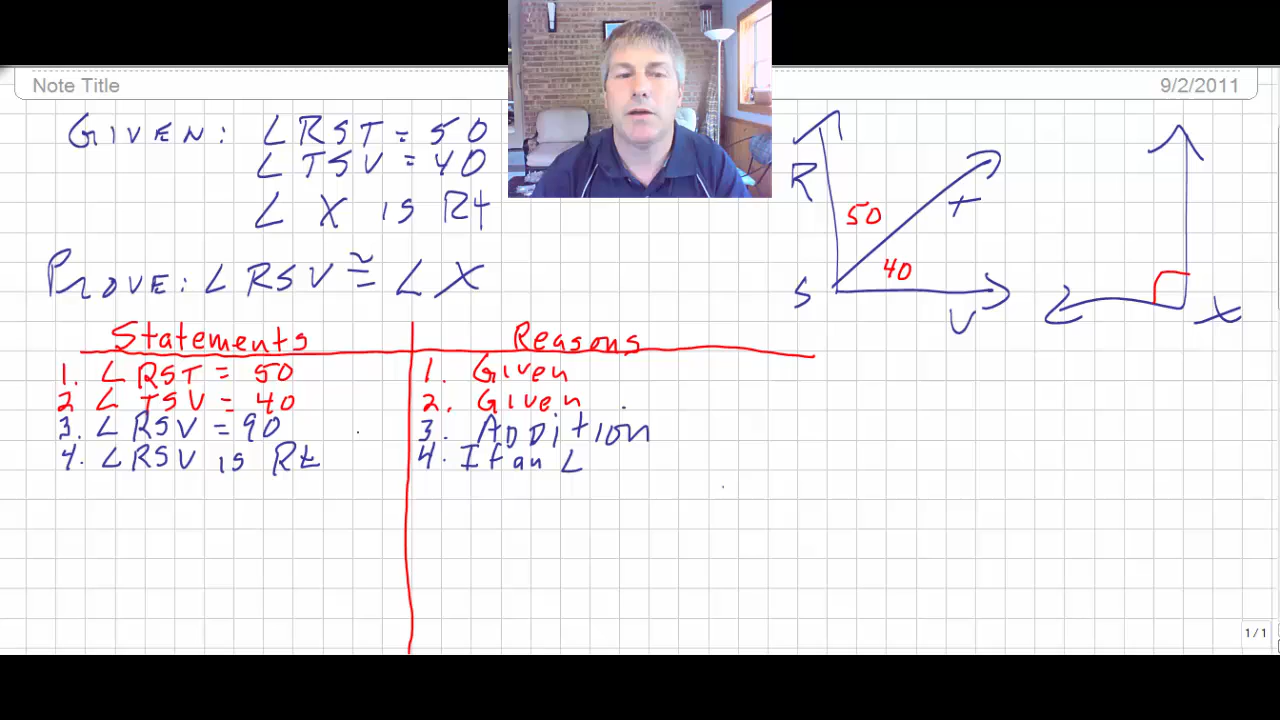 Note Title
9/2/2011
GIVEN: ∠ RST = 50
∠ TSV = 40
∠ X is Rt
PROVE: ∠ RSV ≅ ∠ X
R
50
T
40
S
V
X
Statements
Reasons
1. ∠ RST = 50
1. Given
2 ∠ TSV = 40
2. Given
3. ∠ RSV = 90
3. ADDITION
4. ∠ RSV is Rt
4. If an ∠
1 / 1